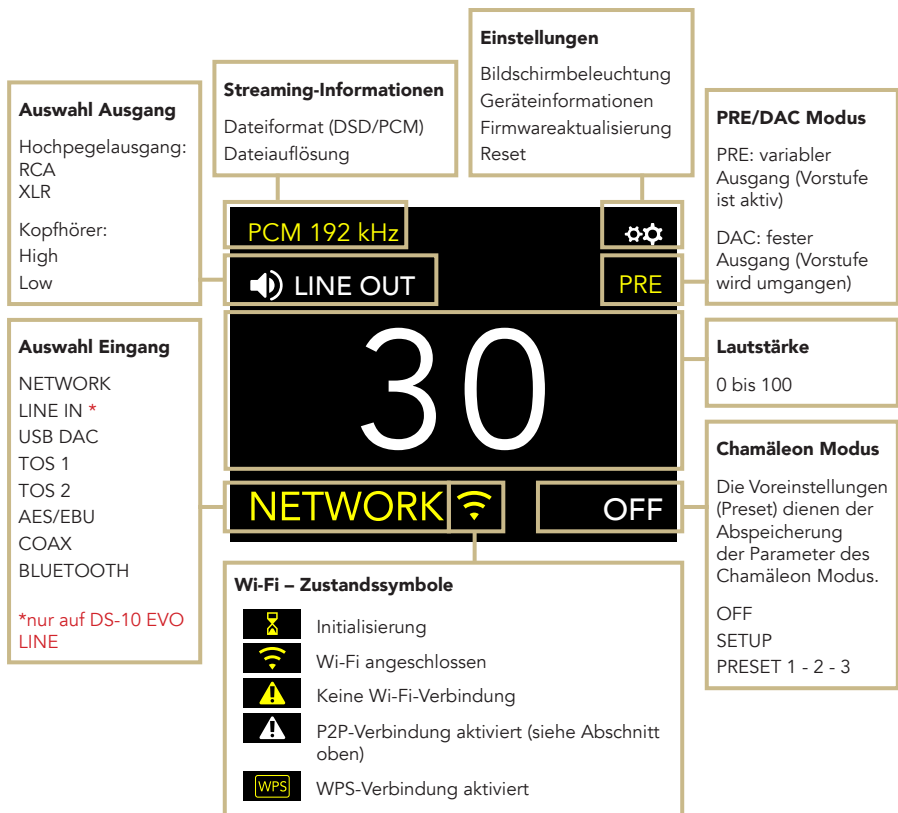 Einstellungen
Bildschirmbeleuchtung
Geräteinformationen
Firmwareaktualisierung
Reset
Streaming-Informationen
Dateiformat (DSD/PCM)
Dateiauflösung
Auswahl Ausgang
Hochpegelausgang:
RCA
XLR
Kopfhörer:
High
Low
PRE/DAC Modus
PRE: variabler
Ausgang (Vorstufe
ist aktiv)
DAC: fester
Ausgang (Vorstufe
wird umgangen)
PCM 192 kHz
LINE OUT
PRE
30
NETWORK
OFF
Auswahl Eingang
NETWORK
LINE IN *
USB DAC
TOS 1
TOS 2
AES/EBU
COAX
BLUETOOTH
*nur auf DS-10 EVO
LINE
Lautstärke
0 bis 100
Chamäleon Modus
Die Voreinstellungen
(Preset) dienen der
Abspeicherung
der Parameter des
Chamäleon Modus.
OFF
SETUP
PRESET 1 - 2 - 3
Wi-Fi – Zustandssymbole
Initialisierung
Wi-Fi angeschlossen
Keine Wi-Fi-Verbindung
P2P-Verbindung aktiviert (siehe Abschnitt
oben)
WPS WPS-Verbindung aktiviert